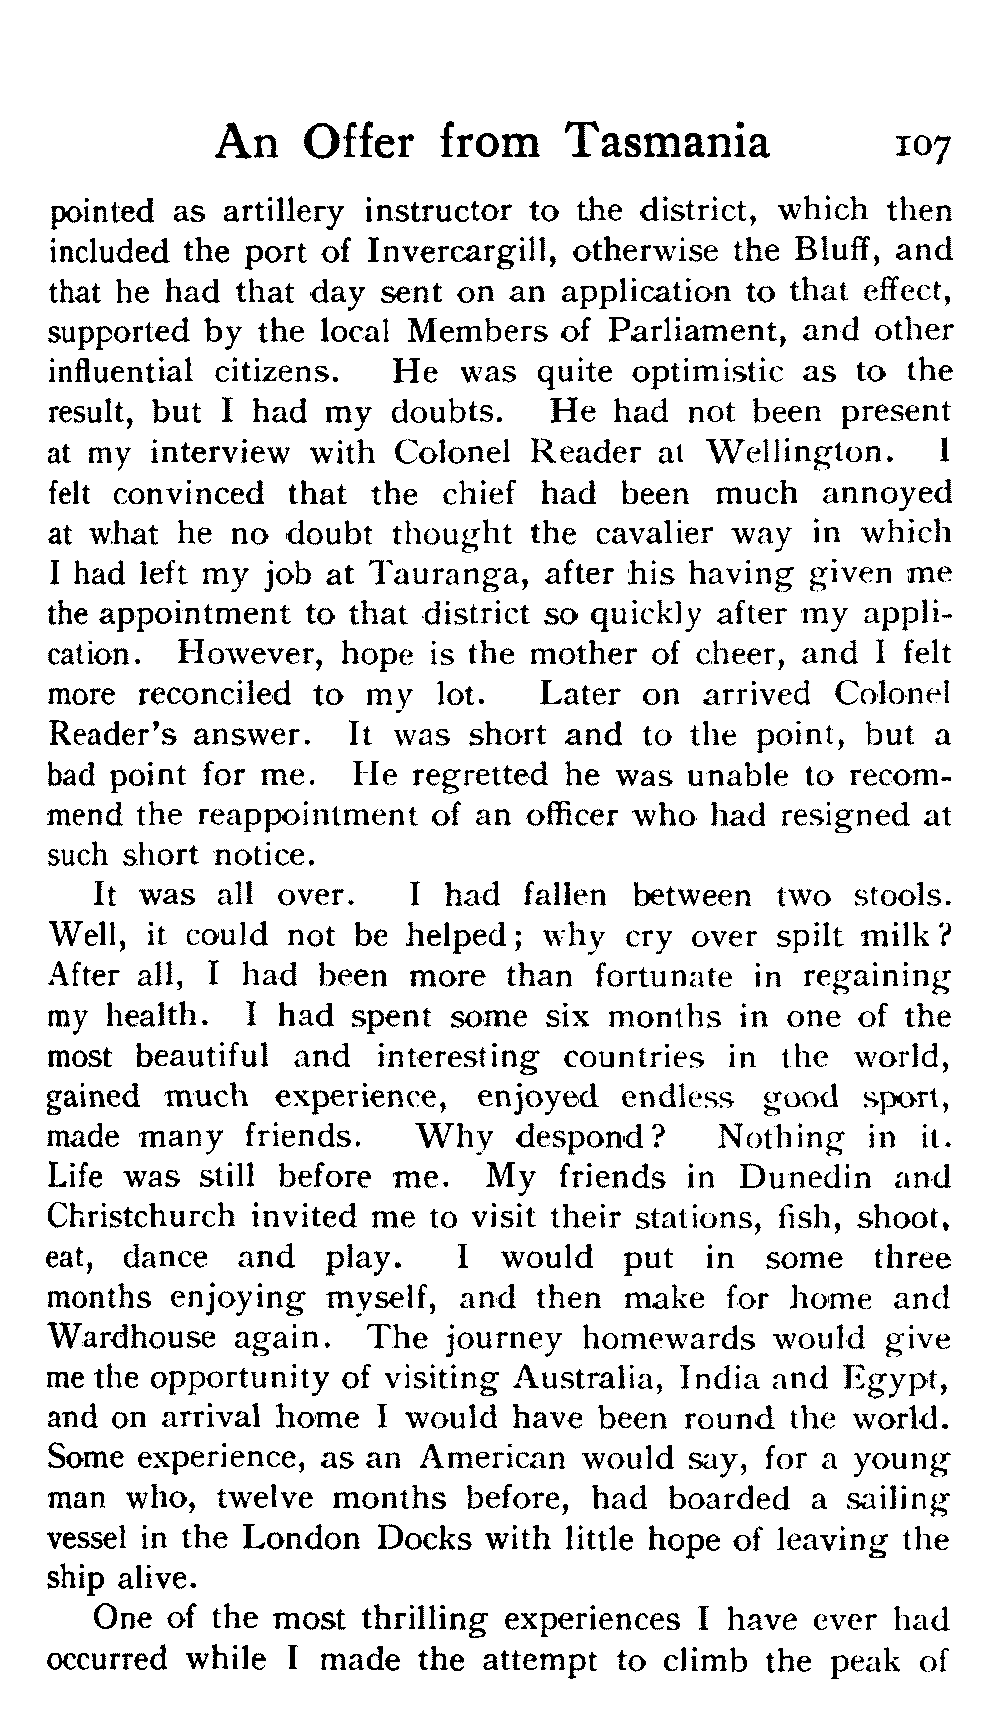 An Offer from Tasmania 107
pointed as artillery instructor to the district, which then
included the port of Invercargill, otherwise the Bluff, and
that he had that day sent on an application to that effect,
supported by the local Members of Parliament, and other
influential citizens. He was quite optimistic as to the
result, but I had my doubts. He had not been present
at my interview with Colonel Reader at Wellington. I
felt convinced that the chief had been much annoyed
at what he no doubt thought the cavalier way in which
I had left my job at Tauranga, after his having given me
the appointment to that district so quickly after my appli-
cation. However, hope is the mother of cheer, and I felt
more reconciled to my lot. Later on arrived Colonel
Reader's answer. It was short and to the point, but a
bad point for me. He regretted he was unable to recom-
mend the reappointment of an officer who had resigned at
such short notice.
It was all over. I had fallen between two stools.
Well, it could not be helped; why cry over spilt milk?
After all, I had been more than fortunate in regaining
my health. I had spent some six months in one of the
most beautiful and interesting countries in the world,
gained much experience, enjoyed endless good sport,
made many friends. Why despond? Nothing in it.
Life was still before me. My friends in Dunedin and
Christchurch invited me to visit their stations, fish, shoot,
eat, dance and play. I would put in some three
months enjoying myself, and then make for home and
Wardhouse again. The journey homewards would give
me the opportunity of visiting Australia, India and Egypt,
and on arrival home I would have been round the world.
Some experience, as an American would say, for a young
man who, twelve months before, had boarded a sailing
vessel in the London Docks with little hope of leaving the
ship alive.
One of the most thrilling experiences I have ever had
occurred while I made the attempt to climb the peak of